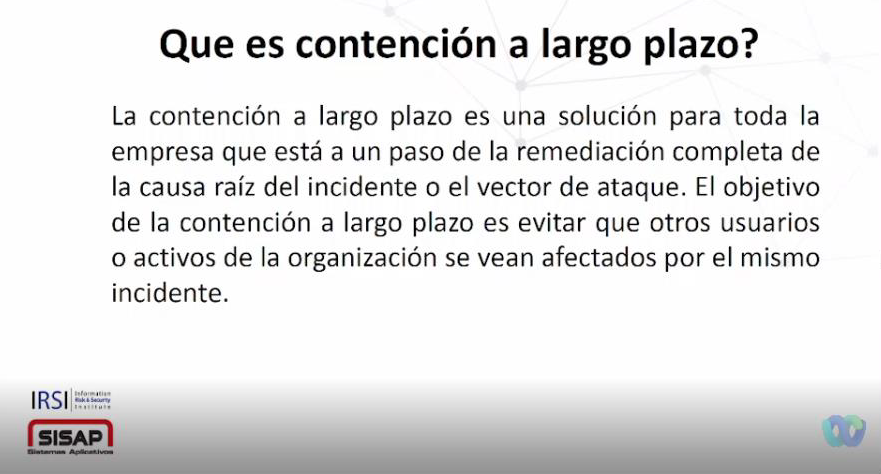 Que es contención a largo plazo?
La contención a largo plazo es una solución para toda la
empresa que está a un paso de la remediación completa de
la causa raíz del incidente o el vector de ataque. El objetivo
de la contención a largo plazo es evitar que otros usuarios
o activos de la organización se vean afectados por el mismo
incidente.
IRSI
Information
Risk & Security
Institute
SISAP
Sistemas Aplicativos